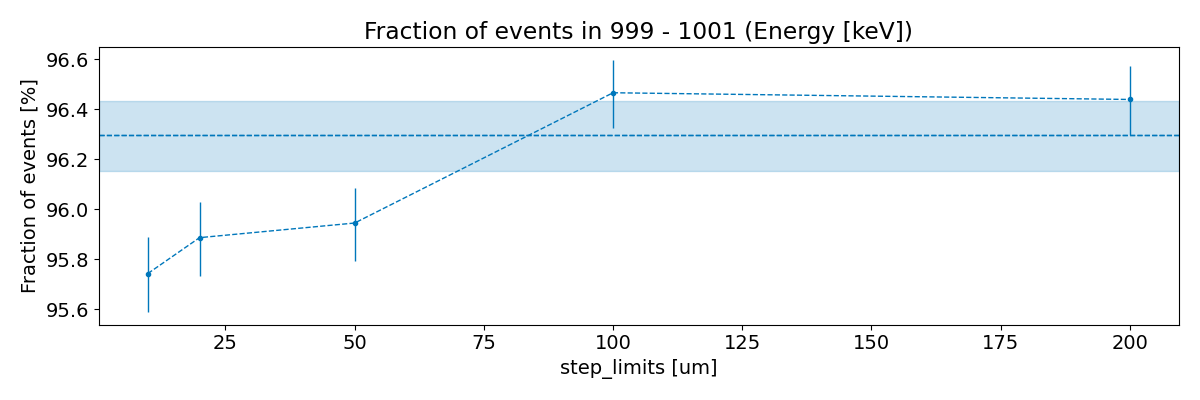 Fraction of events in 999 - 1001 (Energy [keV])
Fraction of events [%]
96.6
96.4
96.2
96.0
95.8
95.6
25 50 75 100 125 150 175 200
step_limits [um]